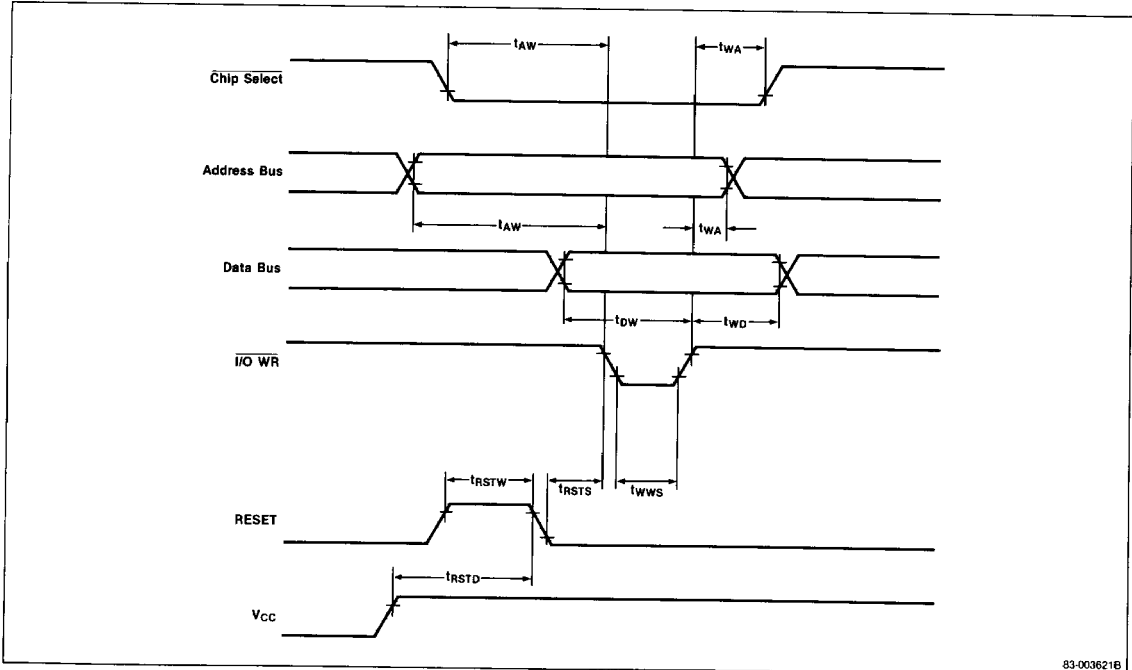 tAW
tWA
Chip Select
Address Bus
tAW
tWA
Data Bus
tDW
tWD
I/O WR
tRSTW
tRSTS
tWWS
RESET
tRSTD
VCC
83-003621B